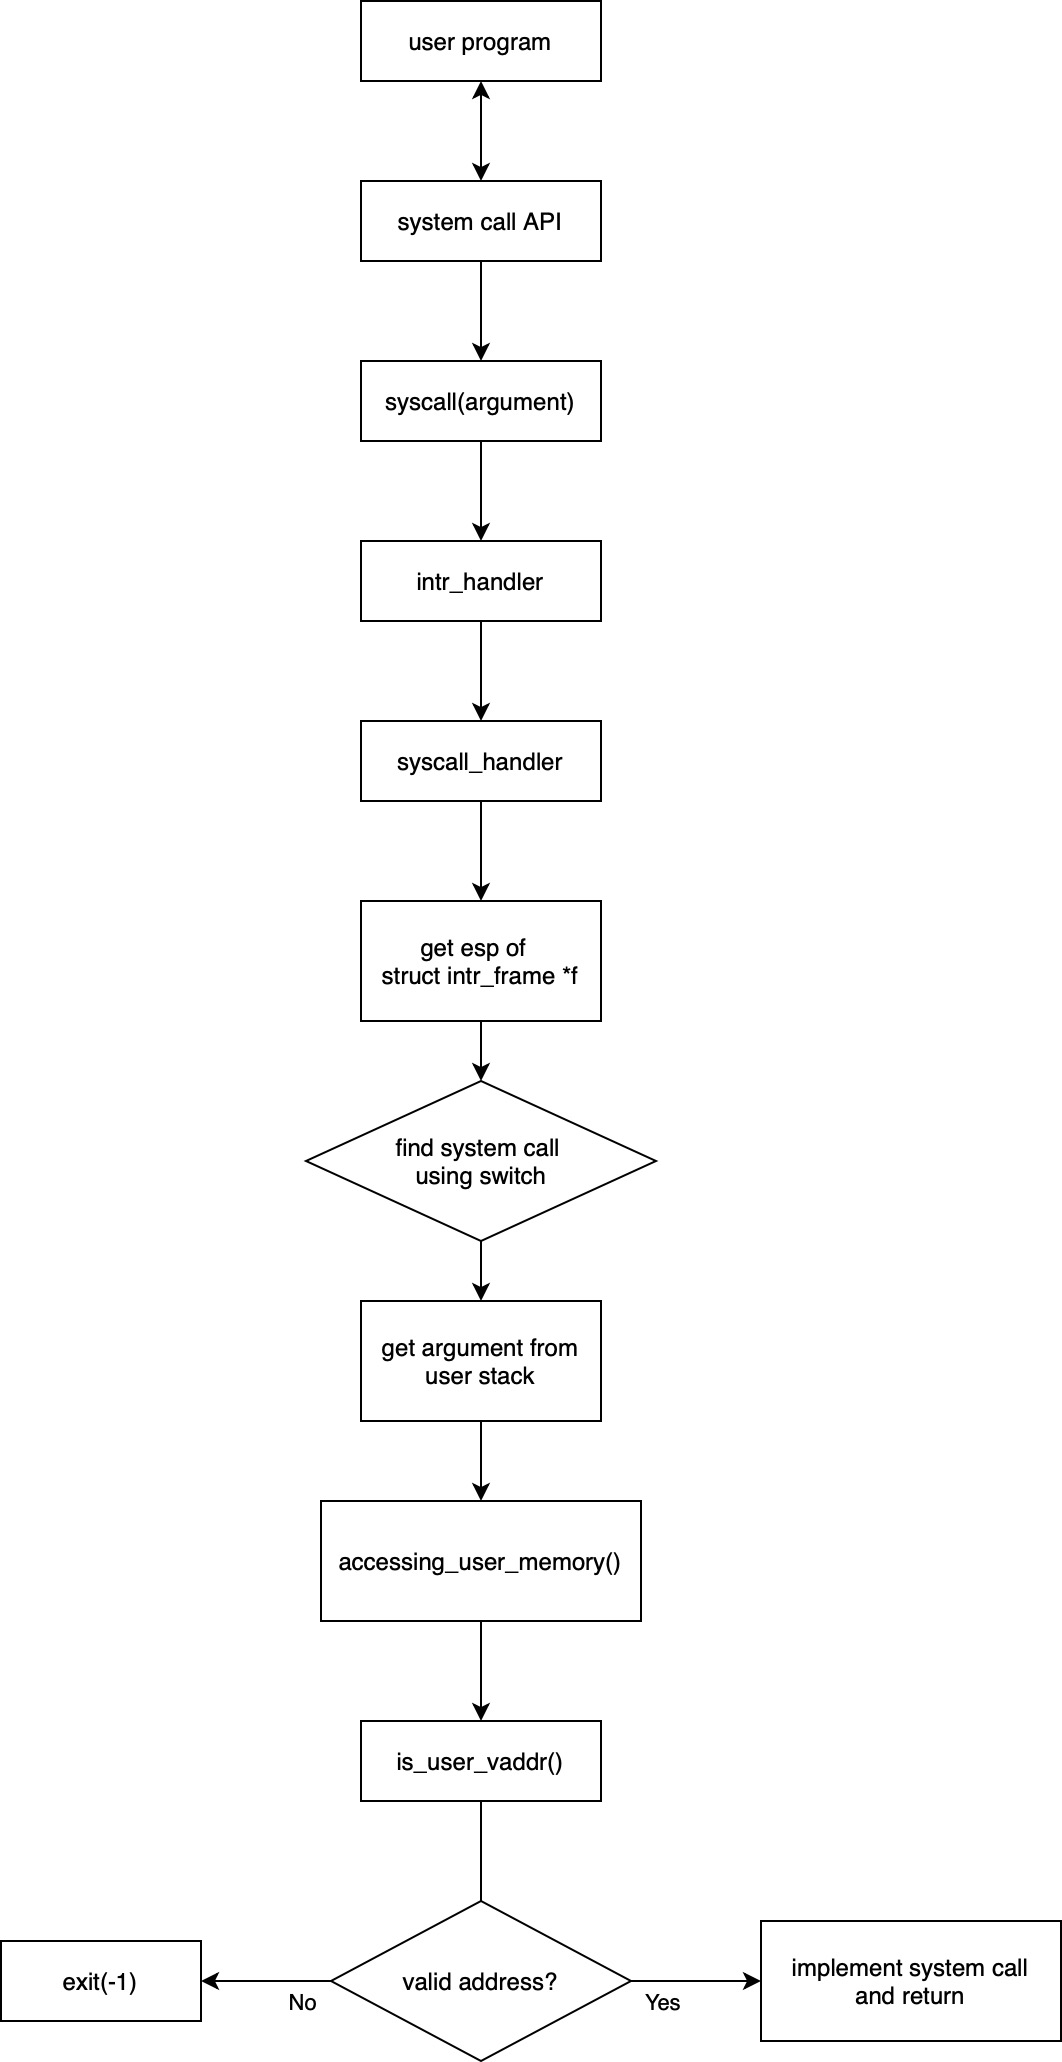 user program
system call API
syscall(argument)
intr_handler
syscall_handler
get esp of
struct intr_frame *f
find system call
using switch
get argument from
user stack
accessing_user_memory()
is_user_vaddr()
exit(-1)
No
valid address?
Yes
implement system call
and return